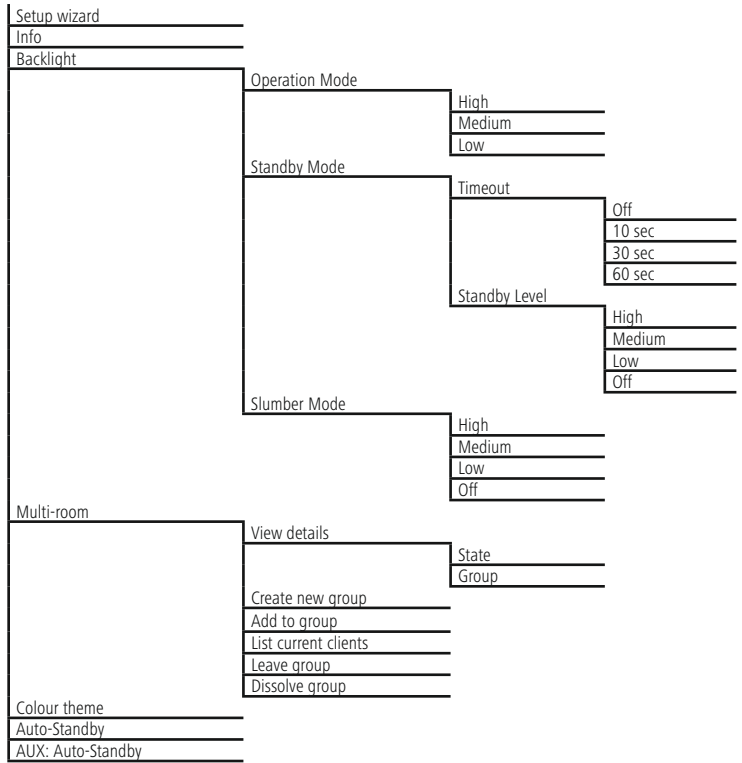 Setup wizard
Info
Backlight
Operation Mode
High
Medium
Low
Standby Mode
Timeout
Off
10 sec
30 sec
60 sec
Standby Level
High
Medium
Low
Off
Slumber Mode
High
Medium
Low
Off
Multi-room
View details
State
Group
Create new group
Add to group
List current clients
Leave group
Dissolve group
Colour theme
Auto-Standby
AUX: Auto-Standby